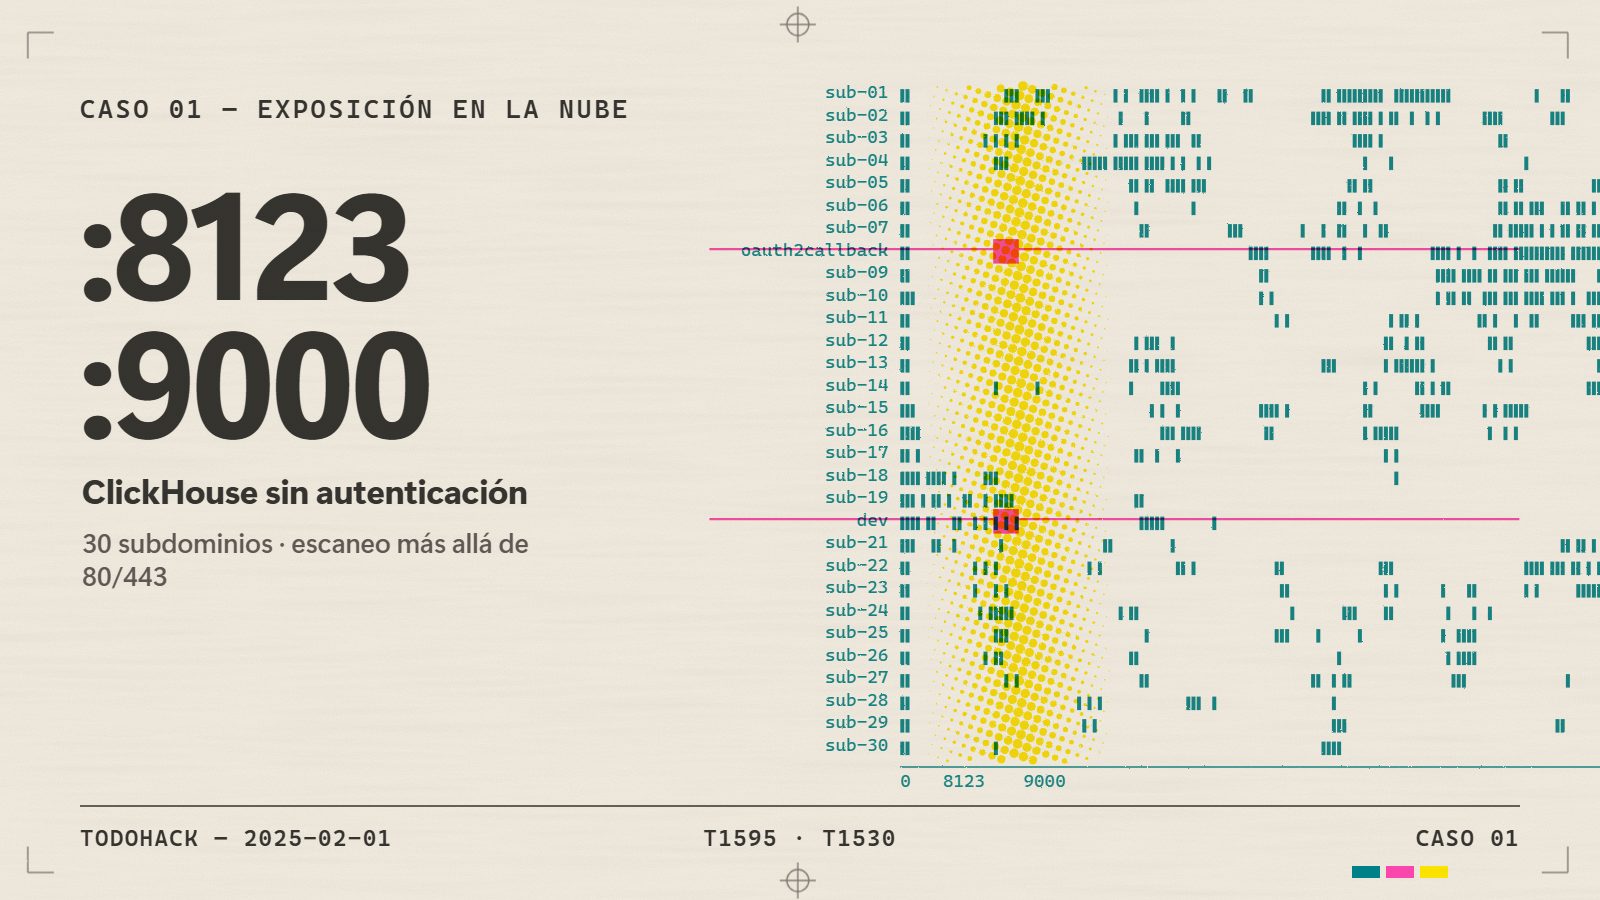 CASO 01 — EXPOSICIÓN EN LA NUBE
:8123
:9000
ClickHouse sin autenticación
30 subdominios · escaneo más allá de
80/443
sub-01
sub-02
sub-03
sub-04
sub-05
sub-06
sub-07
oauth2callback
sub-09
sub-10
sub-11
sub-12
sub-13
sub-14
sub-15
sub-16
sub-17
sub-18
sub-19
dev
sub-21
sub-22
sub-23
sub-24
sub-25
sub-26
sub-27
sub-28
sub-29
sub-30
0 8123 9000
TODOHACK — 2025-02-01
T1595 · T1530
CASO 01